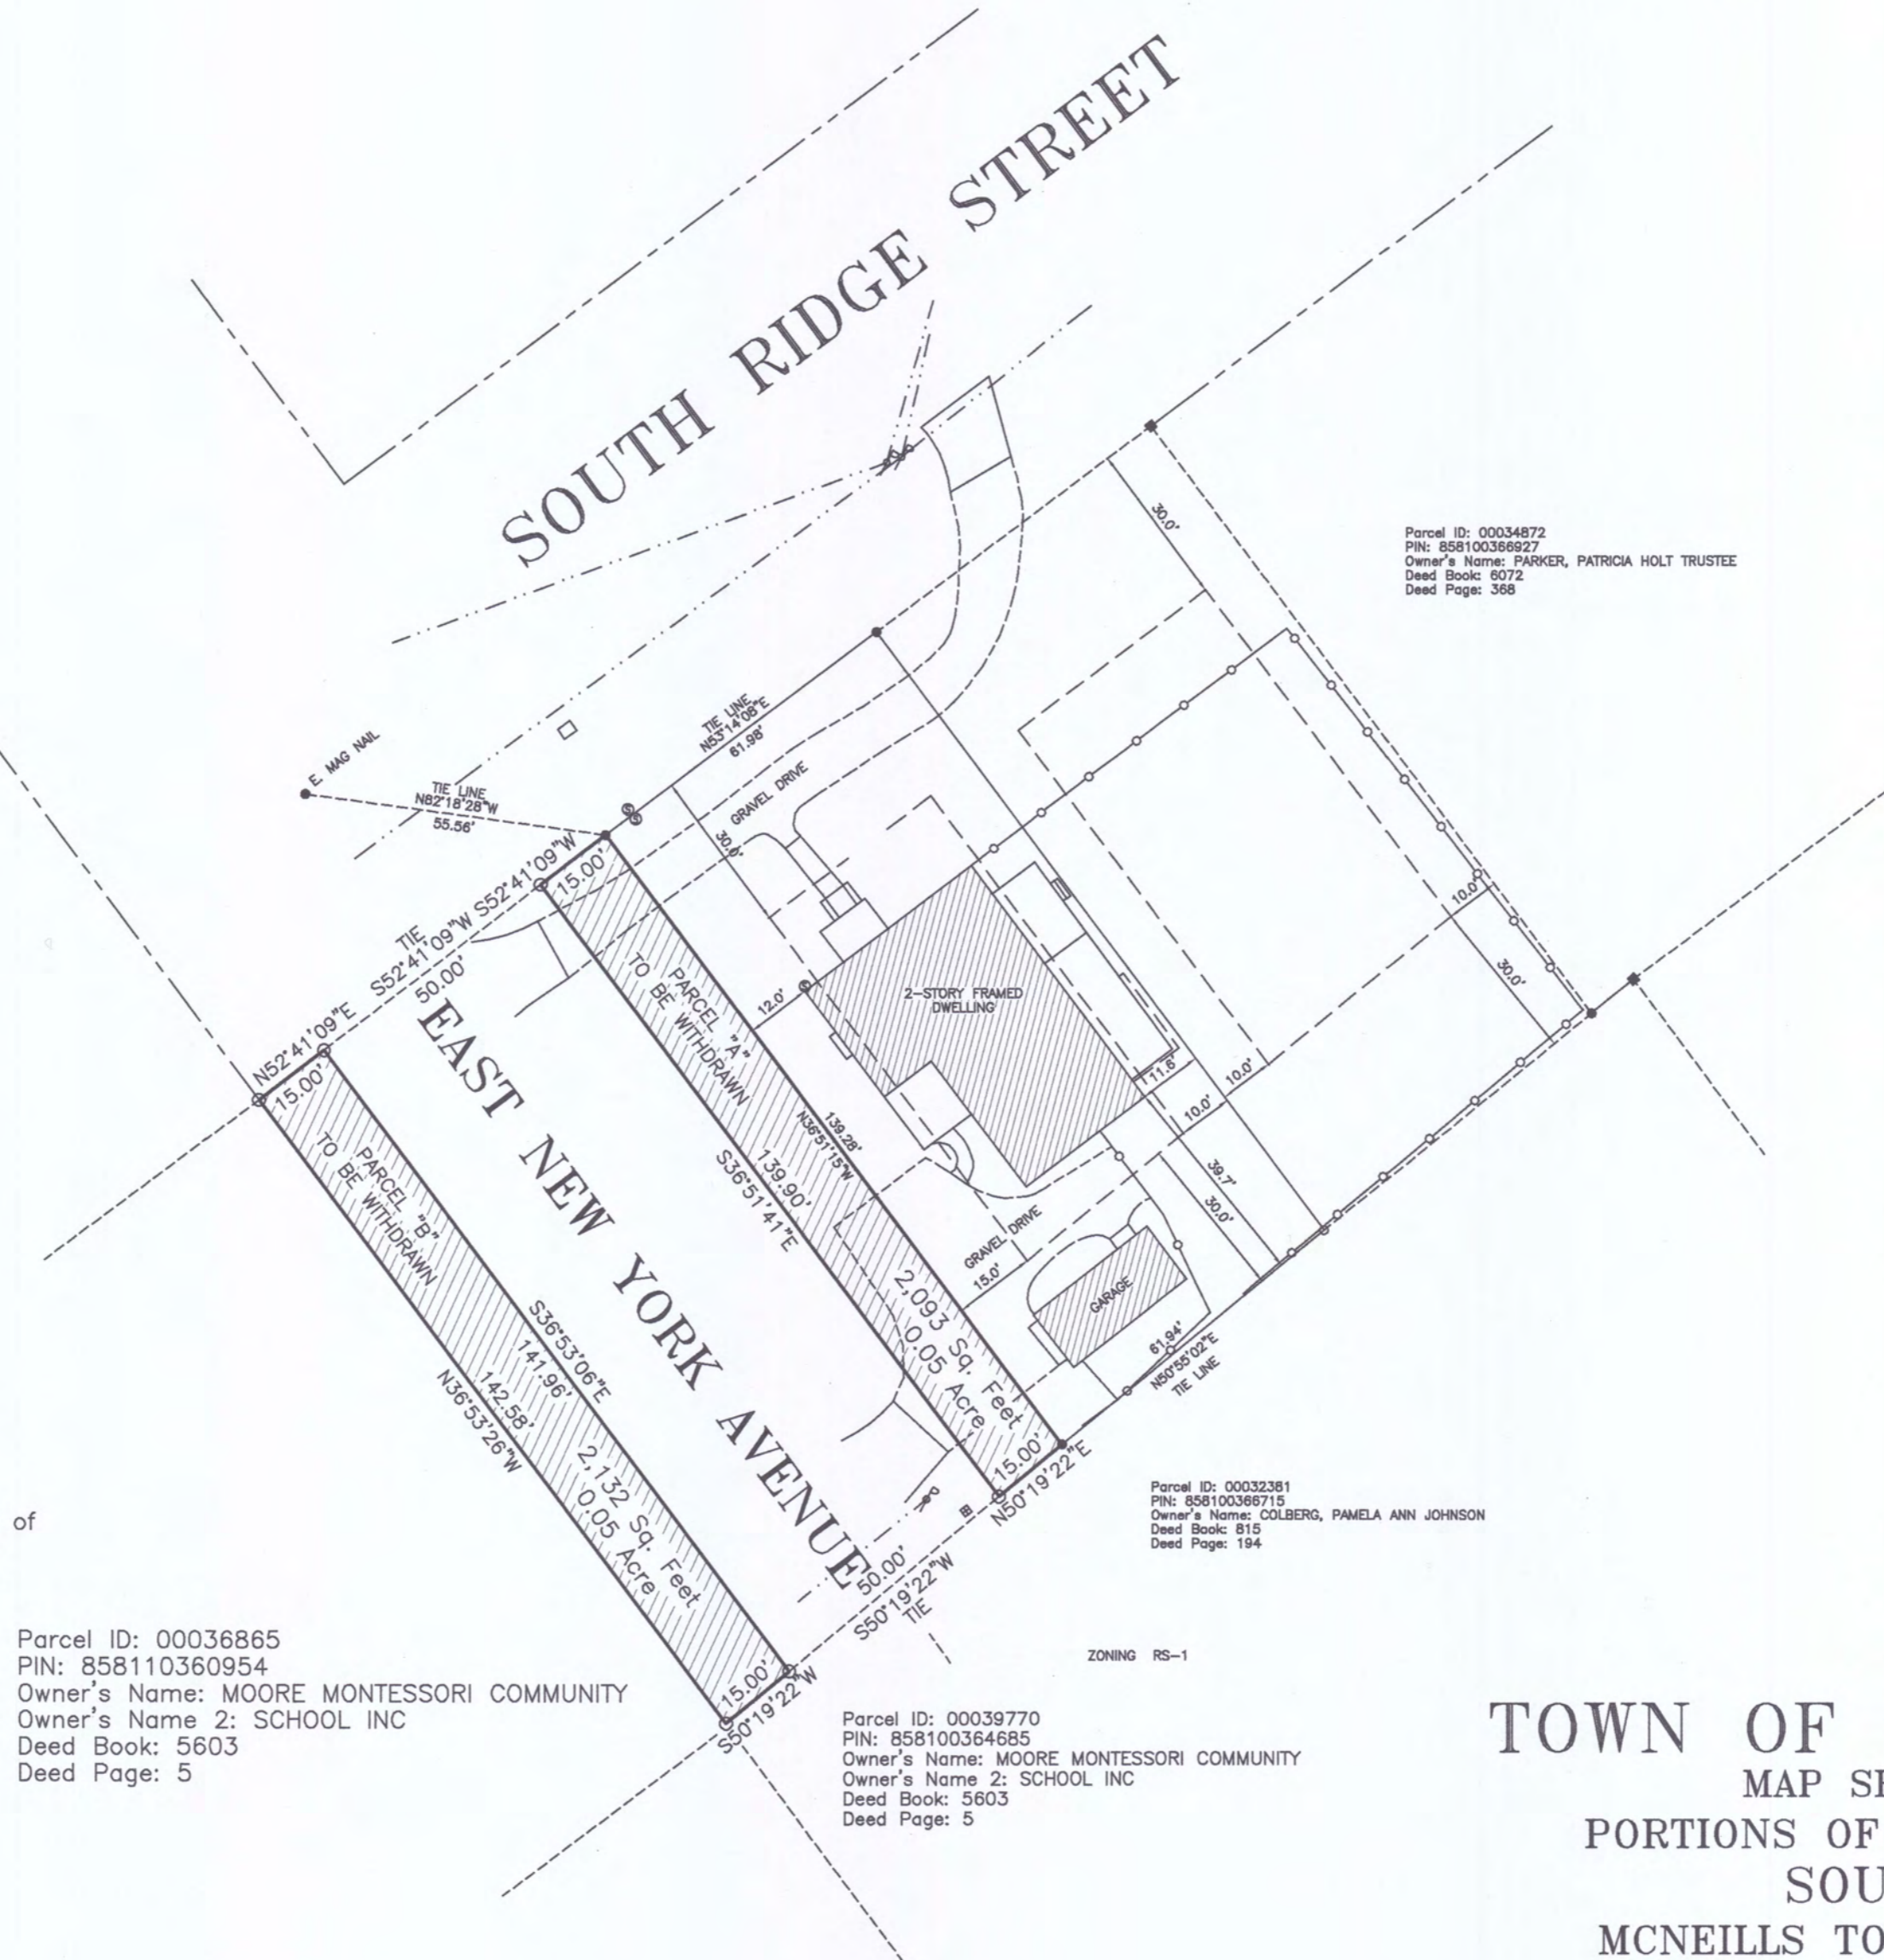 SOUTH RIDGE STREET
30.0'
Parcel ID: 00034872
PIN: 858100366927
Owner's Name: PARKER, PATRICIA HOLT TRUSTEE
Deed Book: 6072
Deed Page: 368
TIE LINE
N53°14'08"E
61.98'
E. MAG NAIL
TIE LINE
N82°18'28"W
55.56'
GRAVEL DRIVE
30.0'
S52°41'09"W
15.00'
TIE
S52°41'09"W
50.00'
N52°41'09"E
15.00'
10.0'
30.0'
2-STORY FRAMED
DWELLING
12.0'
PARCEL "A"
TO BE WITHDRAWN
EAST NEW YORK AVENUE
11.6'
10.0'
10.0'
139.28'
N36°51'15"W
139.90'
S36°51'41"E
39.7'
30.0'
PARCEL "B"
TO BE WITHDRAWN
GRAVEL DRIVE
15.0'
GARAGE
2,093 Sq. Feet
0.05 Acre
61.94'
N50°55'02"E
TIE LINE
S36°53'06"E
141.96'
142.58'
N36°53'26"W
2,132 Sq. Feet
0.05 Acre
15.00'
N50°19'22"E
Parcel ID: 00032381
PIN: 858100366715
Owner's Name: COLBERG, PAMELA ANN JOHNSON
Deed Book: 815
Deed Page: 194
of
50.00'
S50°19'22"W
TIE
ZONING RS-1
15.00'
S50°19'22"W
Parcel ID: 00036865
PIN: 858110360954
Owner's Name: MOORE MONTESSORI COMMUNITY
Owner's Name 2: SCHOOL INC
Deed Book: 5603
Deed Page: 5
Parcel ID: 00039770
PIN: 858100364685
Owner's Name: MOORE MONTESSORI COMMUNITY
Owner's Name 2: SCHOOL INC
Deed Book: 5603
Deed Page: 5
TOWN OF
MAP
PORTIONS OF
SOU
MCNEILLS TO